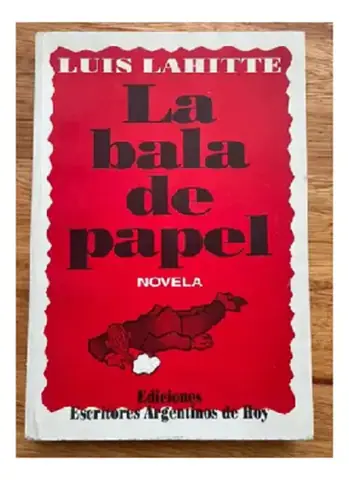 LUIS LAHITTE
La
bala
de
papel
NOVELA
Ediciones
Escritores Argentinos de Hoy